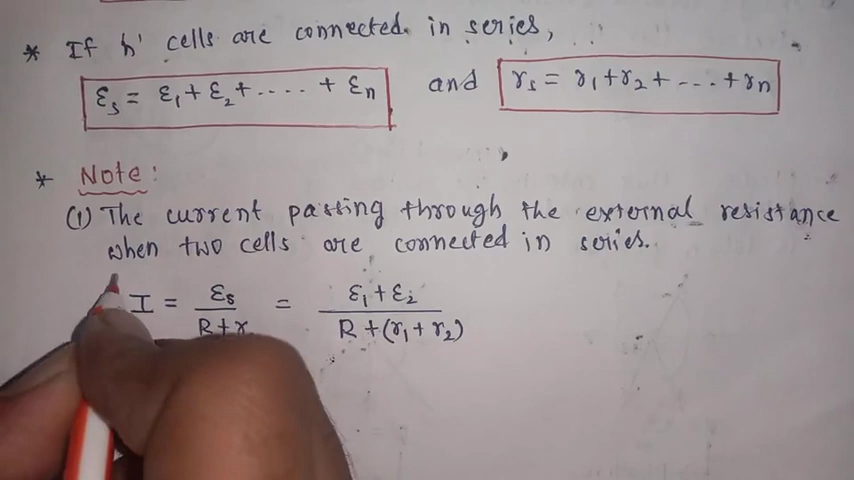 * If 'n' cells are connected in series,
εs = ε1 + ε2 + ..... + εn and rs = r1 + r2 + ... + rn
* Note:
(1) The current passing through the external resistance
when two cells are connected in series.
I = εs / R + r = ε1 + ε2 / R + (r1 + r2)